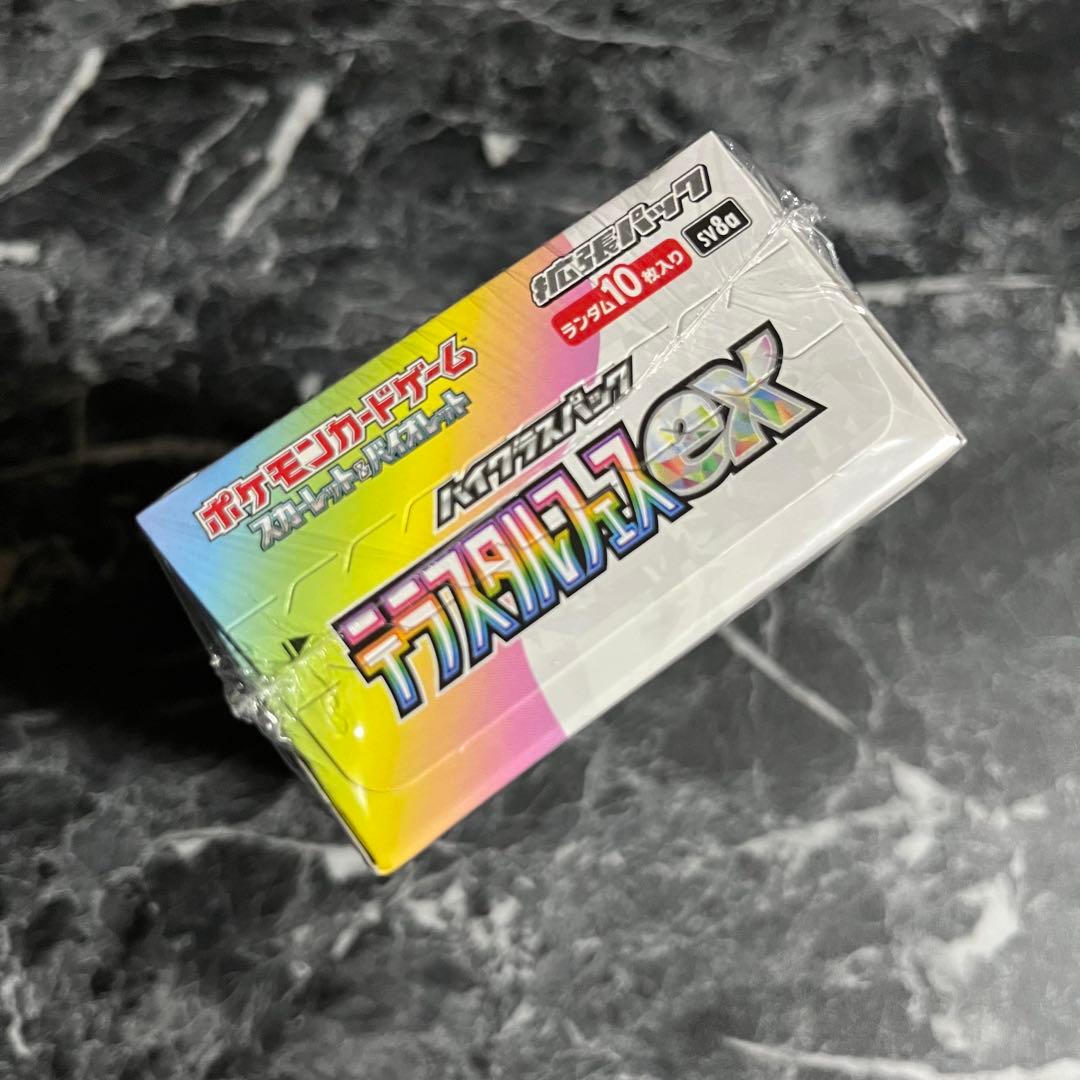 ポケモンカードゲーム
スカーレット&バイオレット
拡張パック
ランダム10枚入り
sv8a
ハイクラスパック
テラスタルフェスex